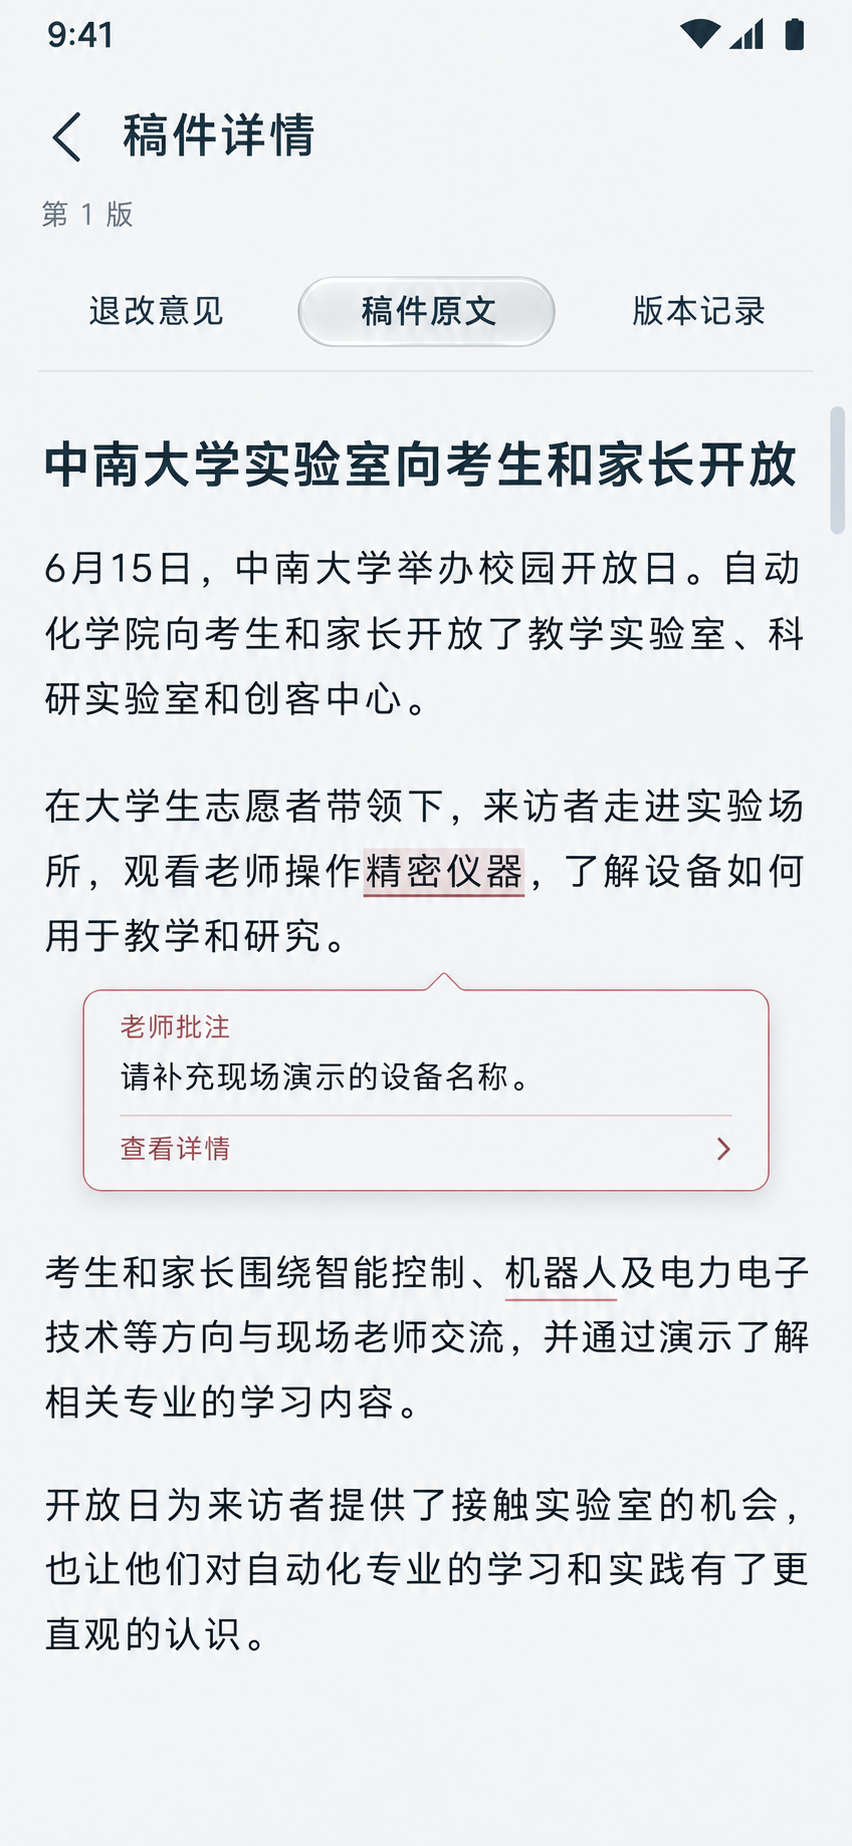 9:41
稿件详情
第 1 版
退改意见 稿件原文 版本记录
中南大学实验室向考生和家长开放
6月15日，中南大学举办校园开放日。自动
化学院向考生和家长开放了教学实验室、科
研实验室和创客中心。
在大学生志愿者带领下，来访者走进实验场
所，观看老师操作精密仪器，了解设备如何
用于教学和研究。
老师批注
请补充现场演示的设备名称。
查看详情
考生和家长围绕智能控制、机器人及电力电子
技术等方向与现场老师交流，并通过演示了解
相关专业的学习内容。
开放日为来访者提供了接触实验室的机会，
也让他们对自动化专业的学习和实践有了更
直观的认识。